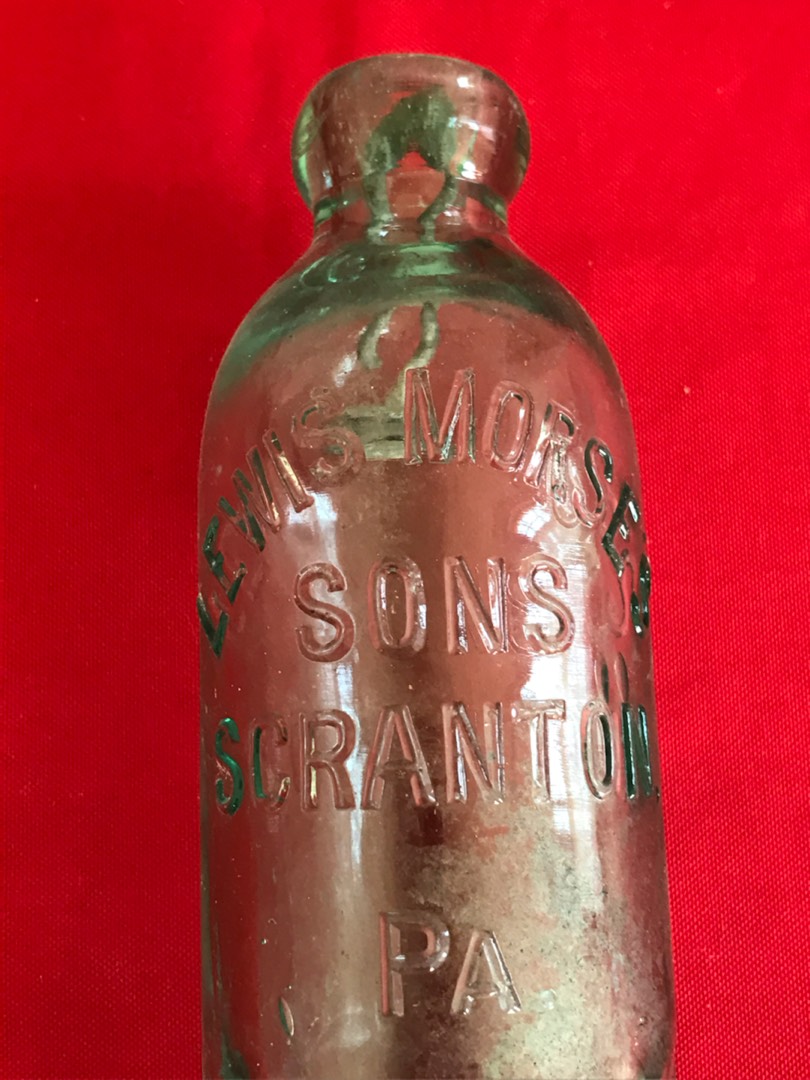 LEWIS MORSE &
SONS
SCRANTON.
PA